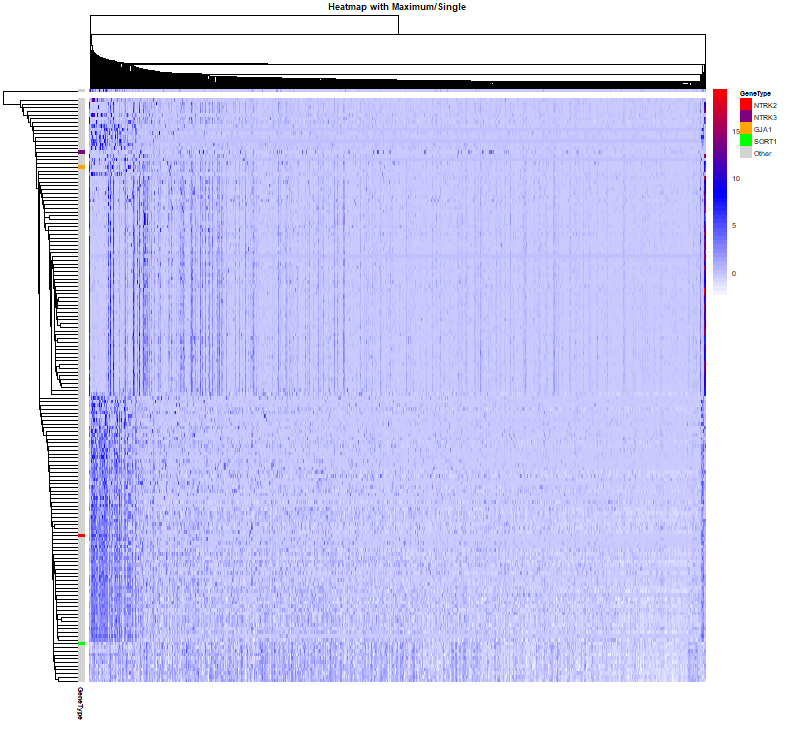 Heatmap with Maximum/Single
15
10
5
0
GeneType
NTRK2
NTRK3
GJA1
SORT1
Other
GeneType